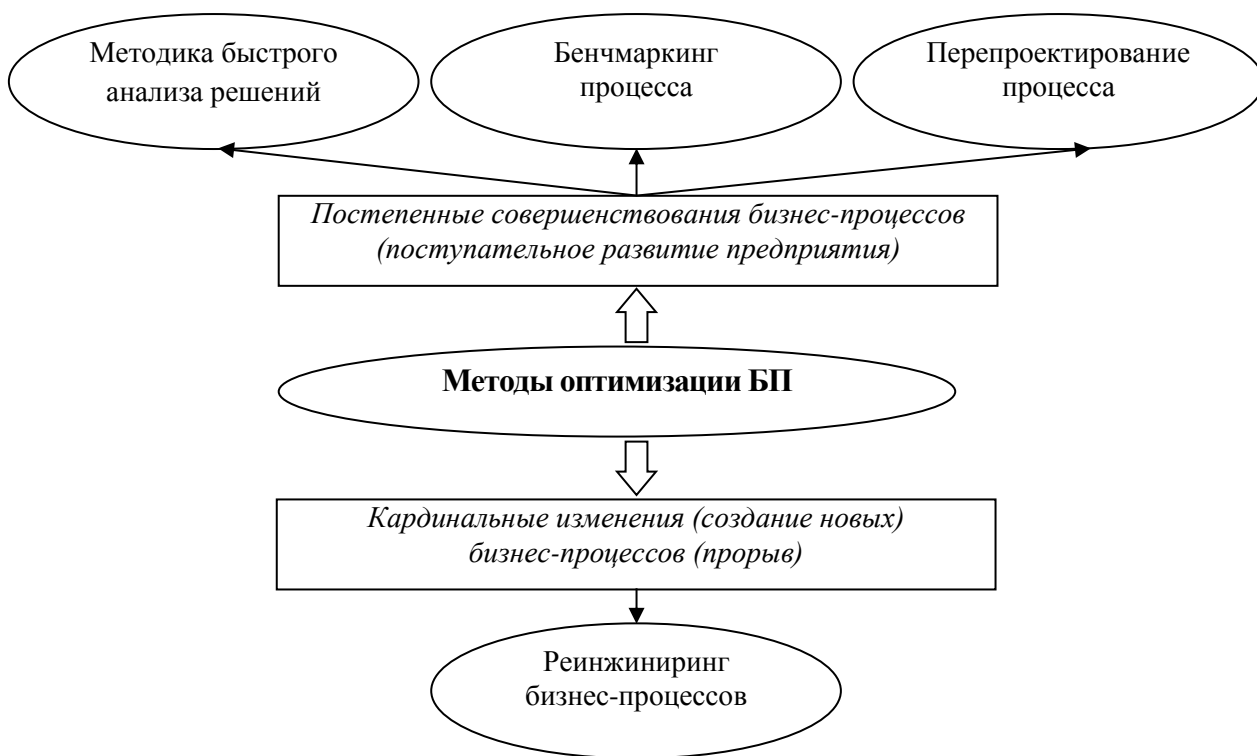 Методика быстрого
анализа решений
Бенчмаркинг
процесса
Перепроектирование
процесса
Постепенные совершенствования бизнес-процессов
(поступательное развитие предприятия)
Методы оптимизации БП
Кардинальные изменения (создание новых)
бизнес-процессов (прорыв)
Реинжиниринг
бизнес-процессов